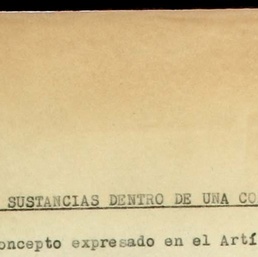 SUSTANCIAS DENTRO DE UNA CO
oncepto expresado en el Artí